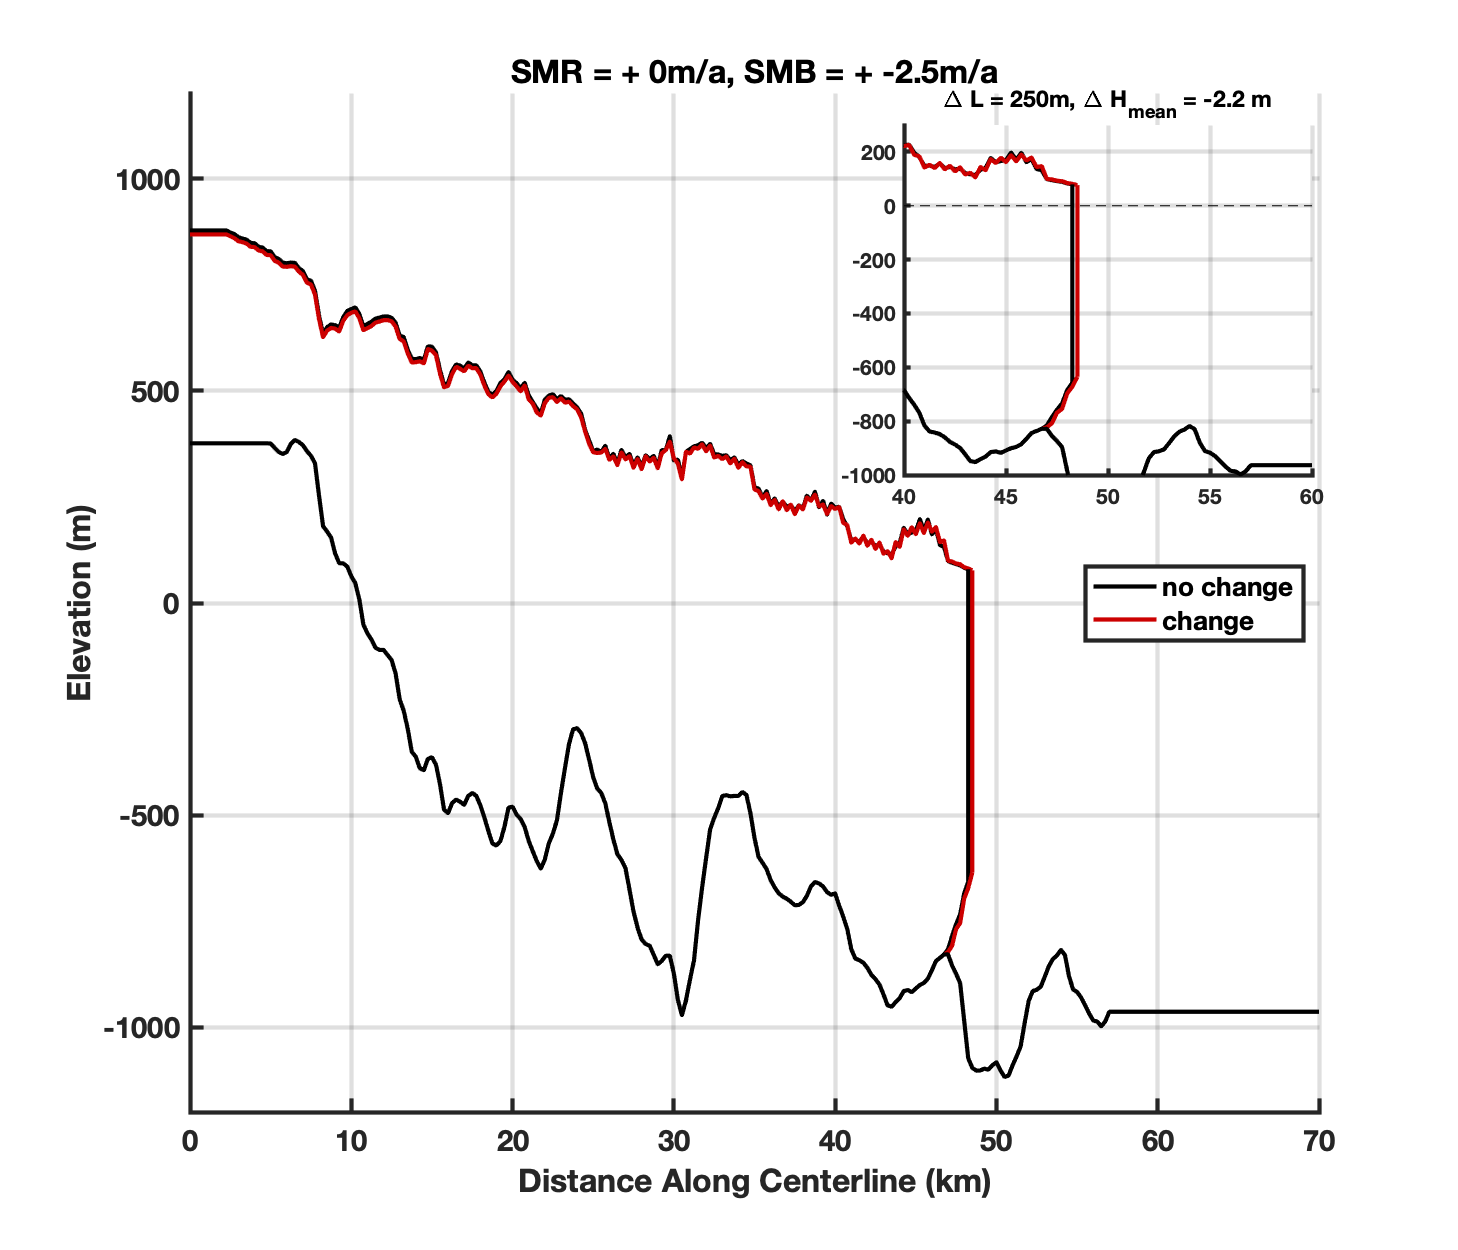 SMR = + 0m/a, SMB = + -2.5m/a
Δ L = 250m, Δ H_mean = -2.2 m
200
0
-200
-400
-600
-800
-1000
40 45 50 55 60
1000
500
0
-500
-1000
Elevation (m)
no change
change
0 10 20 30 40 50 60 70
Distance Along Centerline (km)